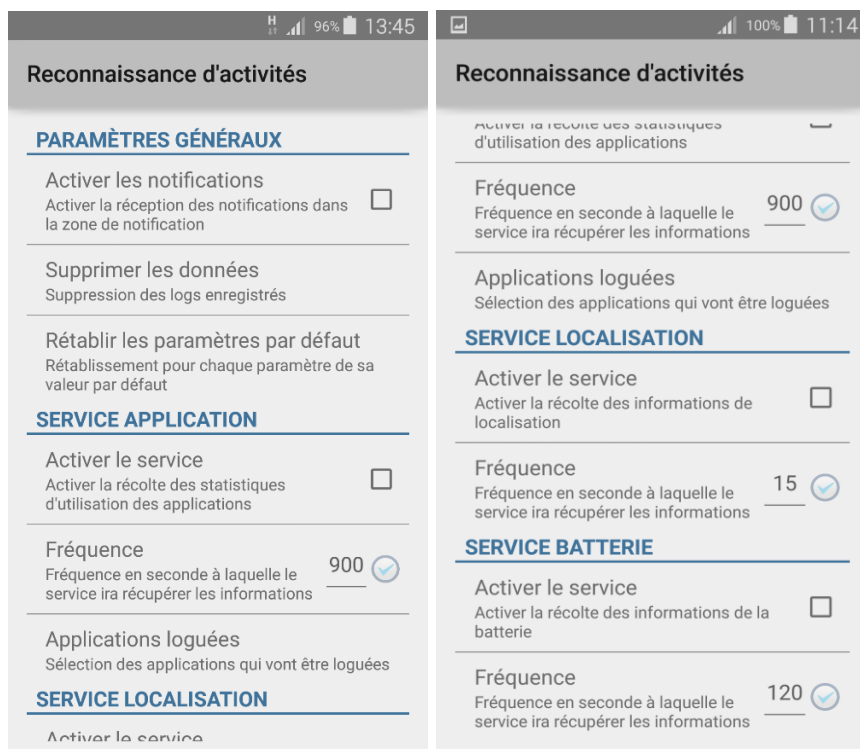 H 96% 13:45
Reconnaissance d'activités
PARAMÈTRES GÉNÉRAUX
Activer les notifications
Activer la réception des notifications dans
la zone de notification
Supprimer les données
Suppression des logs enregistrés
Rétablir les paramètres par défaut
Rétablissement pour chaque paramètre de sa
valeur par défaut
SERVICE APPLICATION
Activer le service
Activer la récolte des statistiques
d'utilisation des applications
Fréquence
900
Fréquence en seconde à laquelle le
service ira récupérer les informations
Applications loguées
Sélection des applications qui vont être loguées
SERVICE LOCALISATION
Activer le service
100% 11:14
Reconnaissance d'activités
Activer la récolte des statistiques
d'utilisation des applications
Fréquence
900
Fréquence en seconde à laquelle le
service ira récupérer les informations
Applications loguées
Sélection des applications qui vont être loguées
SERVICE LOCALISATION
Activer le service
Activer la récolte des informations de
localisation
Fréquence
15
Fréquence en seconde à laquelle le
service ira récupérer les informations
SERVICE BATTERIE
Activer le service
Activer la récolte des informations de la
batterie
Fréquence
120
Fréquence en seconde à laquelle le
service ira récupérer les informations